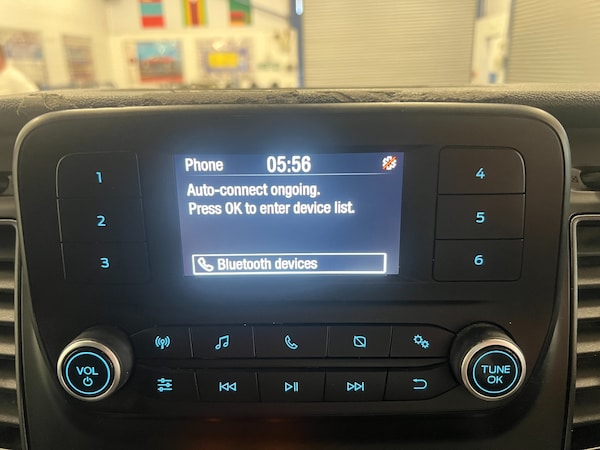 Phone 05:56
Auto-connect ongoing.
Press OK to enter device list.
Bluetooth devices
1
2
3
4
5
6
VOL
TUNE
OK